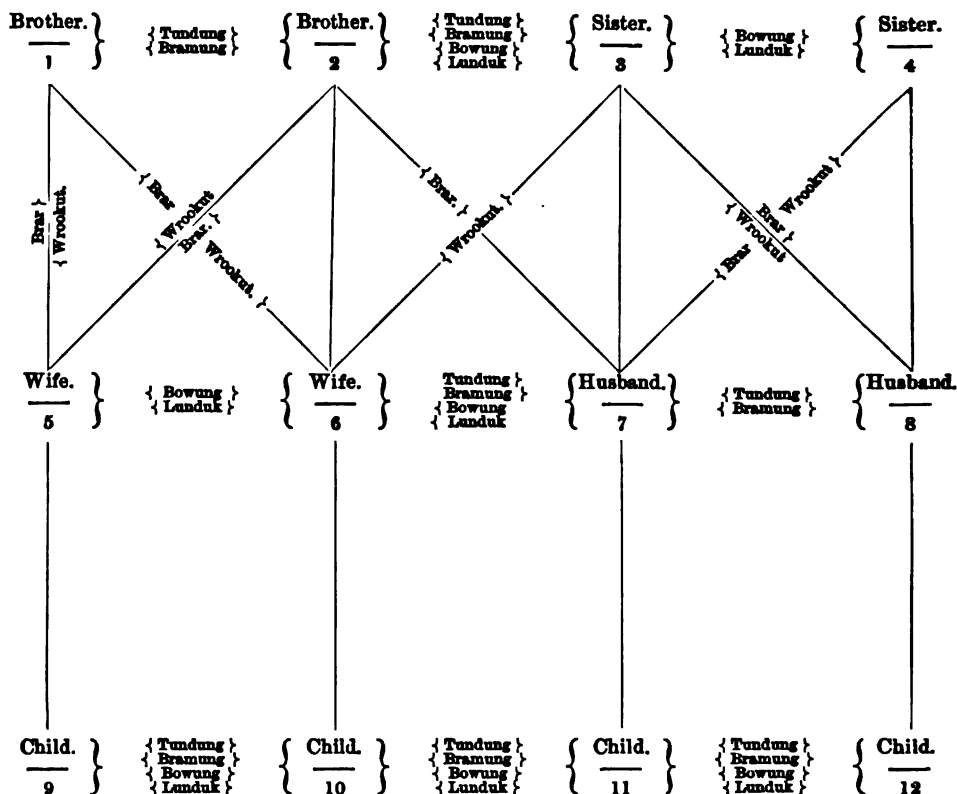 Brother. } { Tundung } { Brother. } { Tundung } { Sister. } { Bowung } { Sister.
{ Bramung } { Bramung } { Lunduk }
{ Bowung }
1 2 { Lunduk } 3 4
Brar }
{ Wrookut.
{ Brar
Wrookut. }
{ Wrookut
Brar. }
{ Brar. }
{ Wrookut. }
{ Brar
Wrookut }
Brar }
{ Wrookut
Wife. } { Bowung } { Wife. } Tundung } { Husband. } { Tundung } { Husband.
{ Lunduk } Bramung } { Bramung }
{ Bowung
5 6 { Lunduk 7 8
Child. } { Tundung } { Child. } { Tundung } { Child. } { Tundung } { Child.
{ Bramung } { Bramung } { Bramung }
{ Bowung } { Bowung } { Bowung }
9 { Lunduk } 10 { Lunduk } 11 { Lunduk } 12